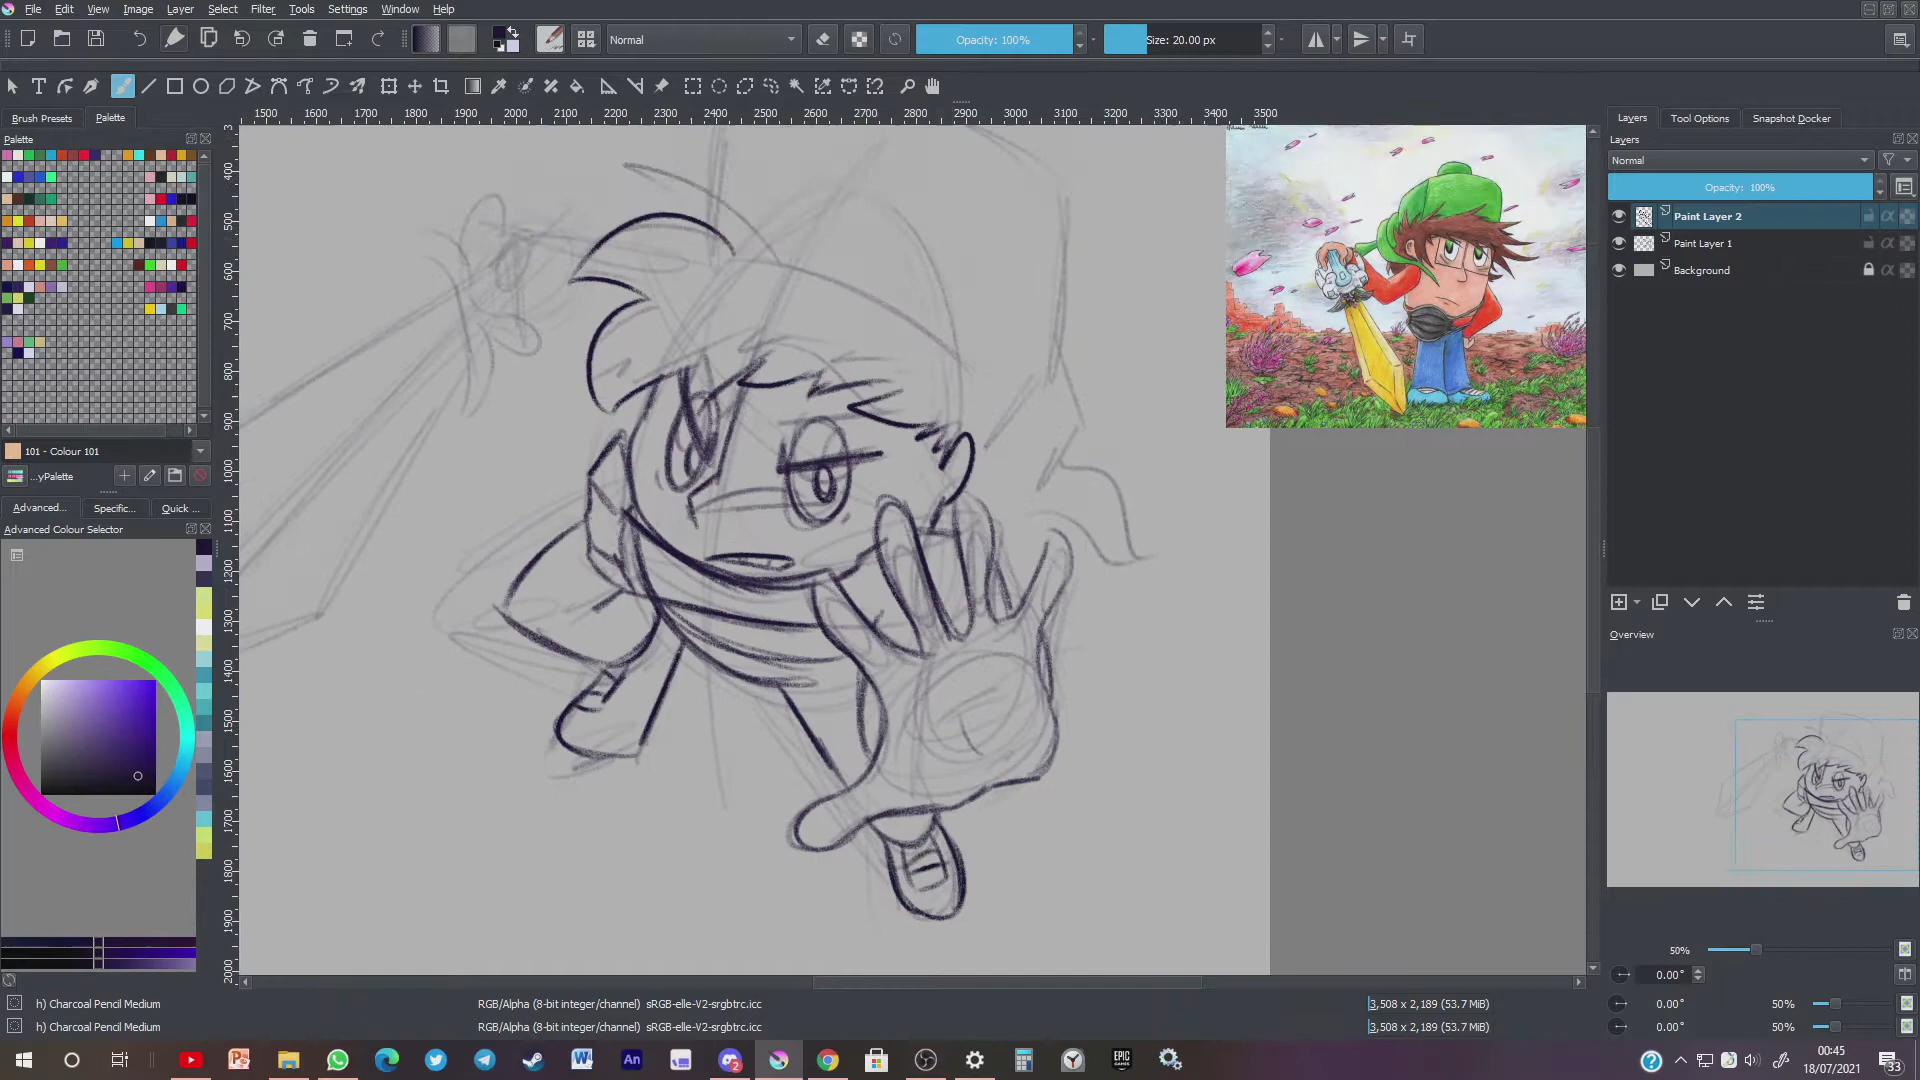 File Edit View Image Layer Select Filter Tools Settings Window Help
Normal
Opacity: 100%
Size: 20.00 px
Brush Presets Palette
Palette
101 - Colour 101
...yPalette
Advanced... Specific... Quick ...
Advanced Colour Selector
1500 1600 1700 1800 1900 2000 2100 2200 2300 2400 2500 2600 2700 2800 2900 3000 3100 3200 3300 3400 3500
3
400
500
600
700
800
900
1000
1100
1200
1300
1400
1500
1600
1700
1800
1900
2000
Layers Tool Options Snapshot Docker
Layers
Normal
Opacity: 100%
Paint Layer 2
Paint Layer 1
Background
Overview
50%
0.00°
0.00° 50%
0.00° 50%
h) Charcoal Pencil Medium
RGB/Alpha (8-bit integer/channel) sRGB-elle-V2-srgbtrc.icc
3,508 x 2,189 (53.7 MiB)
h) Charcoal Pencil Medium
RGB/Alpha (8-bit integer/channel) sRGB-elle-V2-srgbtrc.icc
3,508 x 2,189 (53.7 MiB)
An
2
EPIC GAMES
00:45
18/07/2021
33